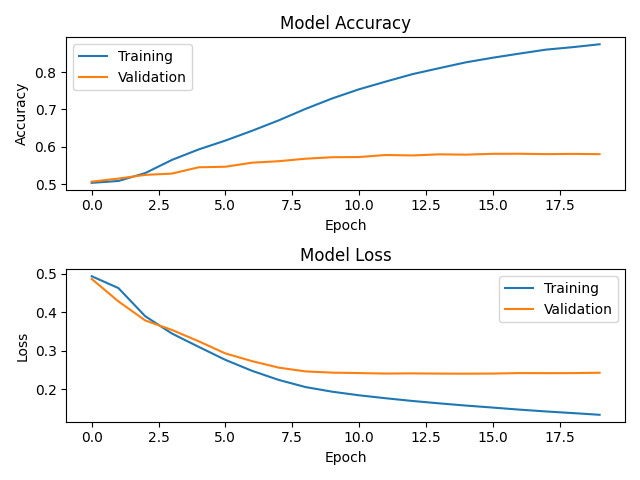 Model Accuracy
Training
Validation
Accuracy
0.8
0.7
0.6
0.5
0.0 2.5 5.0 7.5 10.0 12.5 15.0 17.5
Epoch
Model Loss
Training
Validation
Loss
0.5
0.4
0.3
0.2
0.0 2.5 5.0 7.5 10.0 12.5 15.0 17.5
Epoch